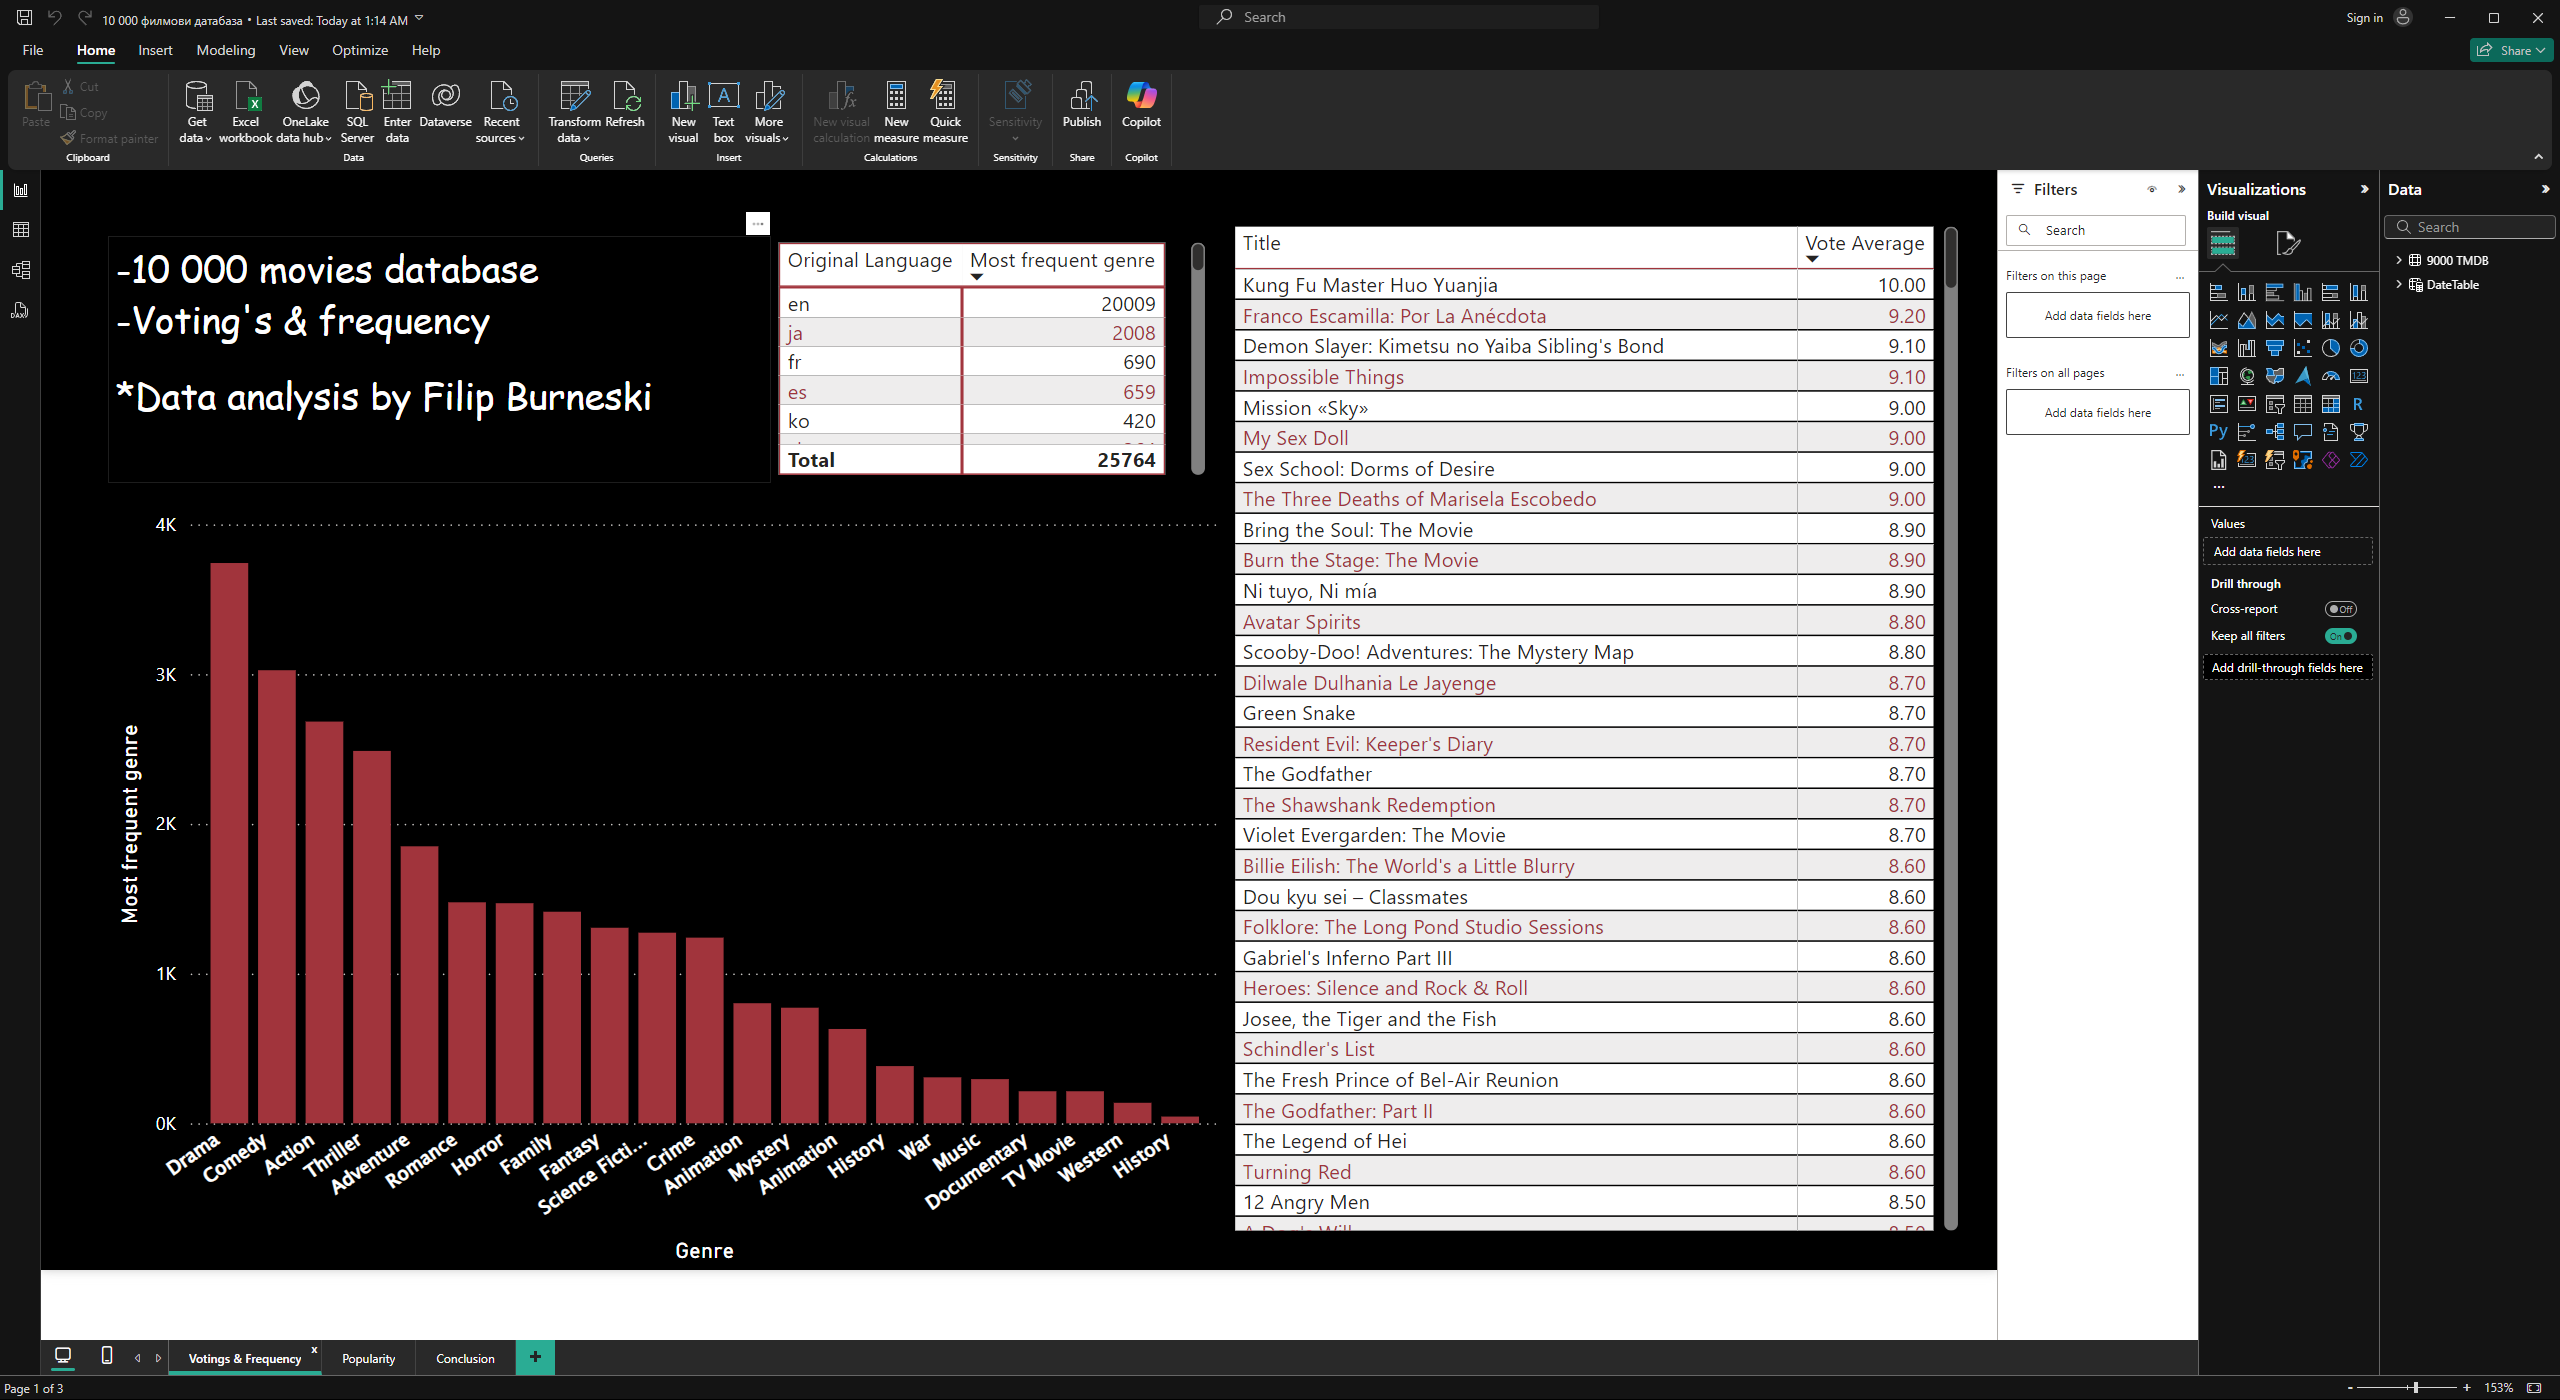 10 000 филмови датабаза • Last saved: Today at 1:14 AM
Search
Sign in
File Home Insert Modeling View Optimize Help
Share
Paste
Cut
Copy
Format painter
Clipboard
Get data
Excel workbook
OneLake data hub
SQL Server
Enter data
Dataverse
Recent sources
Data
Transform data
Refresh
Queries
New visual
Text box
More visuals
Insert
New visual calculation
New measure
Quick measure
Calculations
Sensitivity
Sensitivity
Publish
Share
Copilot
Copilot
-10 000 movies database
-Voting's & frequency
*Data analysis by Filip Burneski
Original Language Most frequent genre
en 20009
ja 2008
fr 690
es 659
ko 420
Total 25764
4K
3K
2K
1K
0K
Most frequent genre
Drama
Comedy
Action
Thriller
Adventure
Romance
Horror
Family
Fantasy
Science Ficti...
Crime
Animation
Mystery
Animation
History
War
Music
Documentary
TV Movie
Western
History
Genre
Title Vote Average
Kung Fu Master Huo Yuanjia 10.00
Franco Escamilla: Por La Anécdota 9.20
Demon Slayer: Kimetsu no Yaiba Sibling's Bond 9.10
Impossible Things 9.10
Mission «Sky» 9.00
My Sex Doll 9.00
Sex School: Dorms of Desire 9.00
The Three Deaths of Marisela Escobedo 9.00
Bring the Soul: The Movie 8.90
Burn the Stage: The Movie 8.90
Ni tuyo, Ni mía 8.90
Avatar Spirits 8.80
Scooby-Doo! Adventures: The Mystery Map 8.80
Dilwale Dulhania Le Jayenge 8.70
Green Snake 8.70
Resident Evil: Keeper's Diary 8.70
The Godfather 8.70
The Shawshank Redemption 8.70
Violet Evergarden: The Movie 8.70
Billie Eilish: The World's a Little Blurry 8.60
Dou kyu sei – Classmates 8.60
Folklore: The Long Pond Studio Sessions 8.60
Gabriel's Inferno Part III 8.60
Heroes: Silence and Rock & Roll 8.60
Josee, the Tiger and the Fish 8.60
Schindler's List 8.60
The Fresh Prince of Bel-Air Reunion 8.60
The Godfather: Part II 8.60
The Legend of Hei 8.60
Turning Red 8.60
12 Angry Men 8.50
Filters
Search
Filters on this page
Add data fields here
Filters on all pages
Add data fields here
Visualizations
Build visual
Values
Add data fields here
Drill through
Cross-report Off
Keep all filters On
Add drill-through fields here
Data
Search
9000 TMDB
DateTable
Votings & Frequency x
Popularity
Conclusion
+
Page 1 of 3
- + 153%